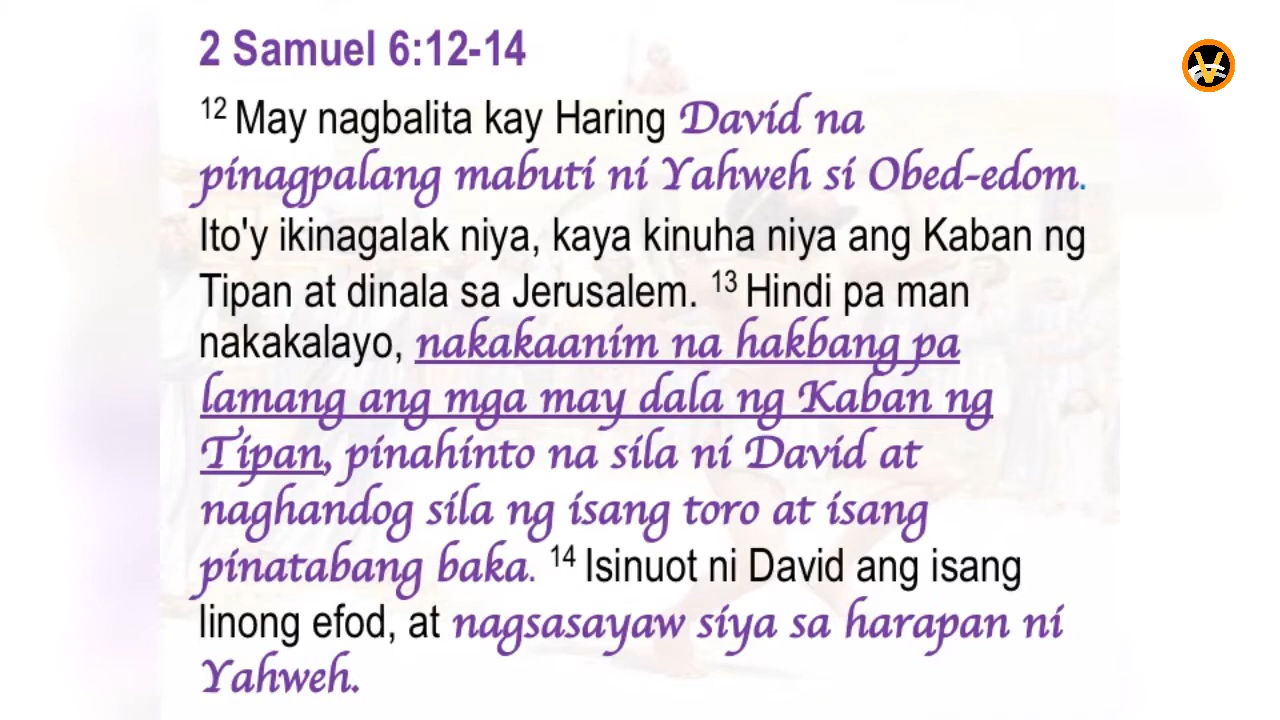 2 Samuel 6:12-14
12 May nagbalita kay Haring David na
pinagpalang mabuti ni Yahweh si Obed-edom.
Ito'y ikinagalak niya, kaya kinuha niya ang Kaban ng
Tipan at dinala sa Jerusalem. 13 Hindi pa man
nakakalayo, nakakaanim na hakbang pa
lamang ang mga may dala ng Kaban ng
Tipan, pinahinto na sila ni David at
naghandog sila ng isang toro at isang
pinatabang baka. 14 Isinuot ni David ang isang
linong efod, at nagsasayaw siya sa harapan ni
Yahweh.